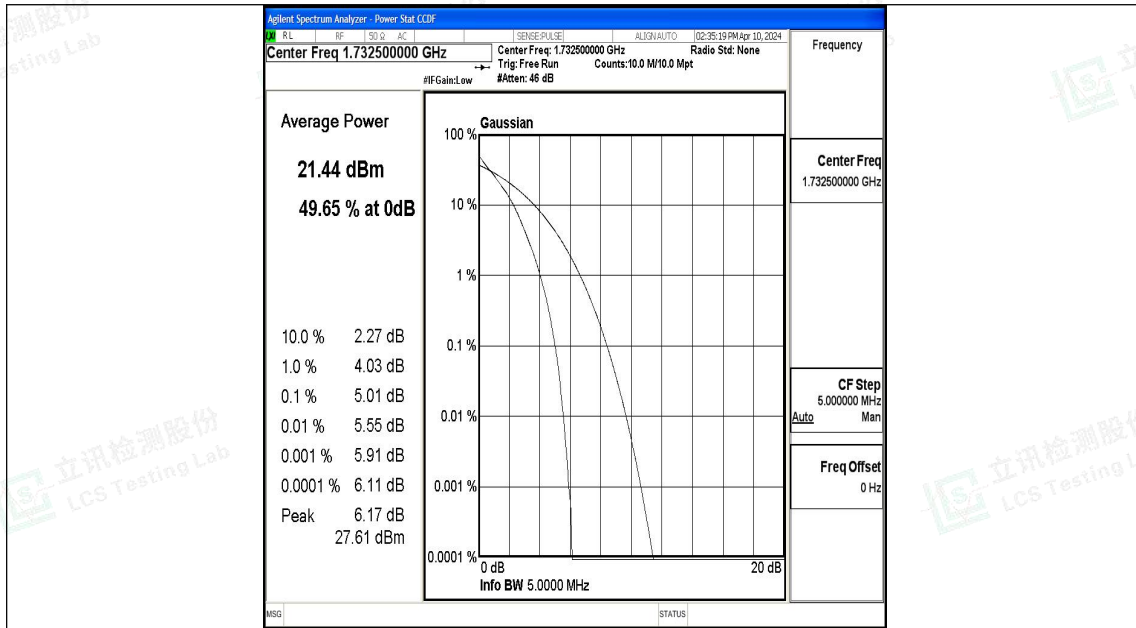 Agilent Spectrum Analyzer - Power Stat CCDF
RL RF 50 Ω AC SENSE:PULSE ALIGN AUTO 02:35:19 PM Apr 10, 2024
Center Freq 1.732500000 GHz
Center Freq: 1.732500000 GHz Radio Std: None
Trig: Free Run Counts:10.0 M/10.0 Mpt
#IFGain:Low #Atten: 46 dB
Frequency
Average Power
21.44 dBm
49.65 % at 0dB
10.0 % 2.27 dB
1.0 % 4.03 dB
0.1 % 5.01 dB
0.01 % 5.55 dB
0.001 % 5.91 dB
0.0001 % 6.11 dB
Peak 6.17 dB
27.61 dBm
Gaussian
100 %
10 %
1 %
0.1 %
0.01 %
0.001 %
0.0001 %
0 dB 20 dB
Info BW 5.0000 MHz
Center Freq
1.732500000 GHz
CF Step
5.000000 MHz
Auto Man
Freq Offset
0 Hz
MSG STATUS
立讯检测股份
LCS Testing Lab
立讯检测股份
LCS Testing L